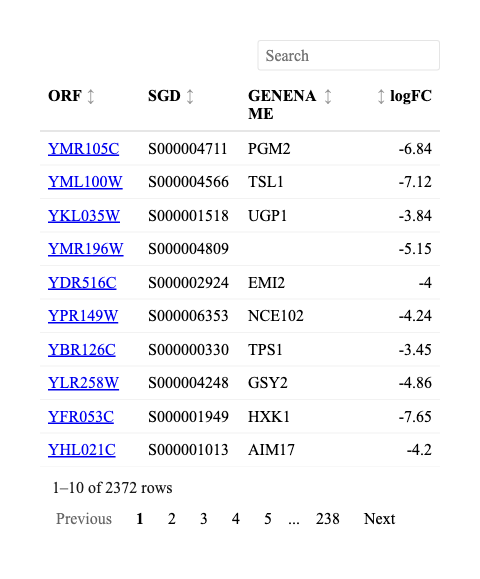 Search
ORF SGD GENENA logFC
ME
YMR105C S000004711 PGM2 -6.84
YML100W S000004566 TSL1 -7.12
YKL035W S000001518 UGP1 -3.84
YMR196W S000004809 -5.15
YDR516C S000002924 EMI2 -4
YPR149W S000006353 NCE102 -4.24
YBR126C S000000330 TPS1 -3.45
YLR258W S000004248 GSY2 -4.86
YFR053C S000001949 HXK1 -7.65
YHL021C S000001013 AIM17 -4.2
1–10 of 2372 rows
Previous 1 2 3 4 5 ... 238 Next